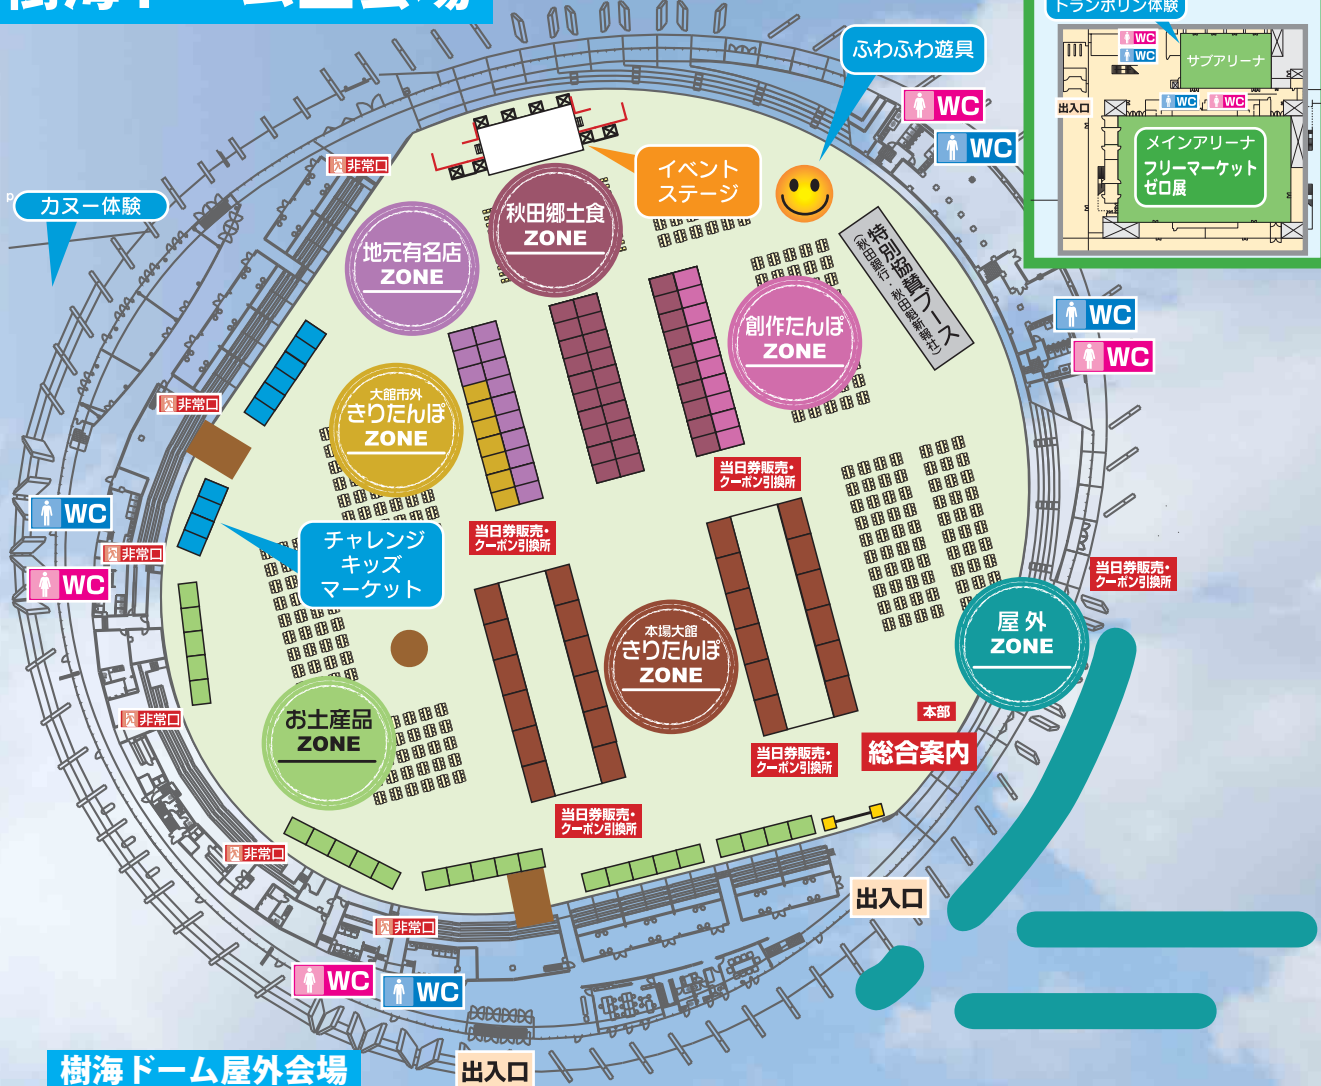 樹海ドーム主会場
トランポリン体験
WC
WC
サブアリーナ
WC
WC
出入口
メインアリーナ
フリーマーケット
ゼロ展
ふわふわ遊具
WC
WC
イベント
ステージ
非常口
カヌー体験
秋田郷土食
ZONE
地元有名店
ZONE
特別協賛ブース
(秋田銀行・秋田魁新報社)
創作たんぽ
ZONE
WC
WC
大館市外
きりたんぽ
ZONE
非常口
当日券販売・
クーポン引換所
当日券販売・
クーポン引換所
WC
チャレンジ
キッズ
マーケット
非常口
WC
当日券販売・
クーポン引換所
屋外
ZONE
本場大館
きりたんぽ
ZONE
お土産品
ZONE
非常口
本部
総合案内
当日券販売・
クーポン引換所
当日券販売・
クーポン引換所
非常口
出入口
非常口
WC
WC
樹海ドーム屋外会場
出入口